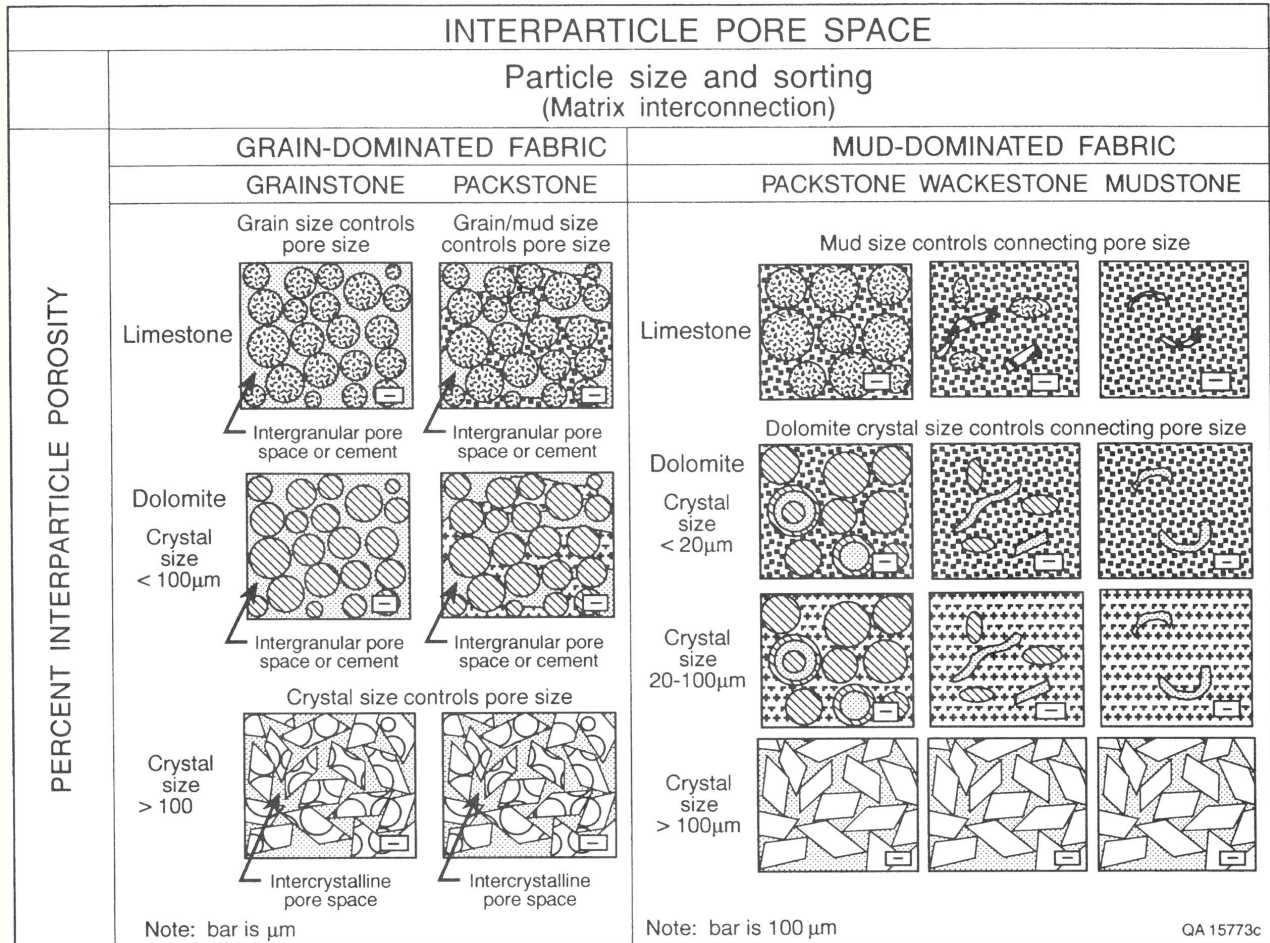 INTERPARTICLE PORE SPACE
Particle size and sorting
(Matrix interconnection)
PERCENT INTERPARTICLE POROSITY
GRAIN-DOMINATED FABRIC
GRAINSTONE PACKSTONE
Grain size controls
pore size
Grain/mud size
controls pore size
Limestone
Intergranular pore
space or cement
Intergranular pore
space or cement
Dolomite
Crystal
size
< 100μm
Intergranular pore
space or cement
Intergranular pore
space or cement
Crystal size controls pore size
Crystal
size
> 100
Intercrystalline
pore space
Intercrystalline
pore space
Note: bar is μm
MUD-DOMINATED FABRIC
PACKSTONE WACKESTONE MUDSTONE
Mud size controls connecting pore size
Limestone
Dolomite crystal size controls connecting pore size
Dolomite
Crystal
size
< 20μm
Crystal
size
20-100μm
Crystal
size
> 100μm
Note: bar is 100 μm
QA 15773c